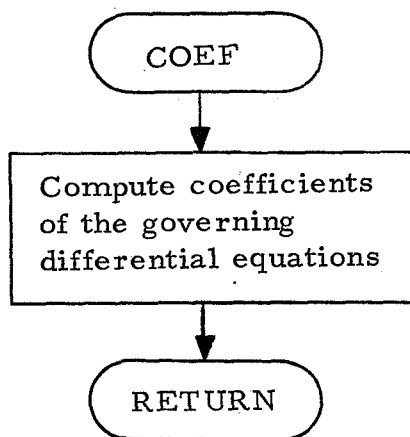 COEF
Compute coefficients
of the governing
differential equations
RETURN